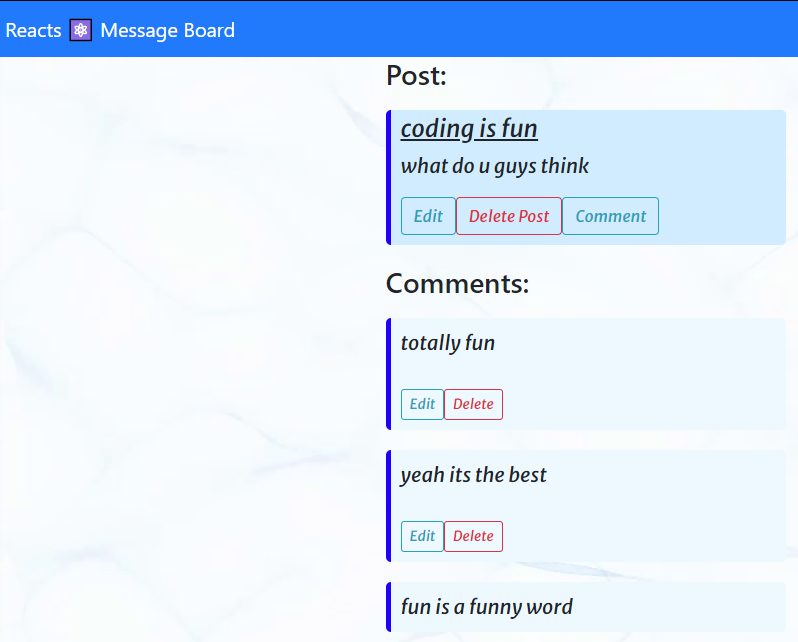 Reacts ⚛ Message Board
Post:
coding is fun
what do u guys think
Edit Delete Post Comment
Comments:
totally fun
Edit Delete
yeah its the best
Edit Delete
fun is a funny word